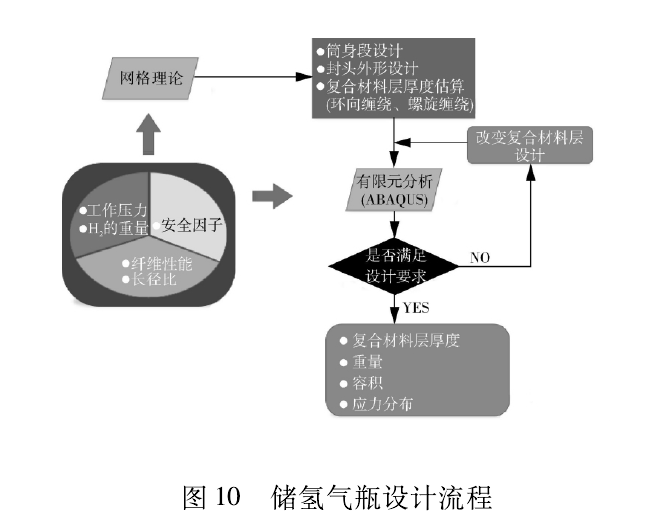 网格理论
●筒身段设计
●封头外形设计
●复合材料层厚度估算
(环向缠绕、螺旋缠绕)
改变复合材料层
设计
●工作压力
●H₂的重量
●安全因子
●纤维性能
●长径比
有限元分析
(ABAQUS)
是否满足
设计要求
NO
YES
●复合材料层厚度
●重量
●容积
●应力分布
图 10 储氢气瓶设计流程